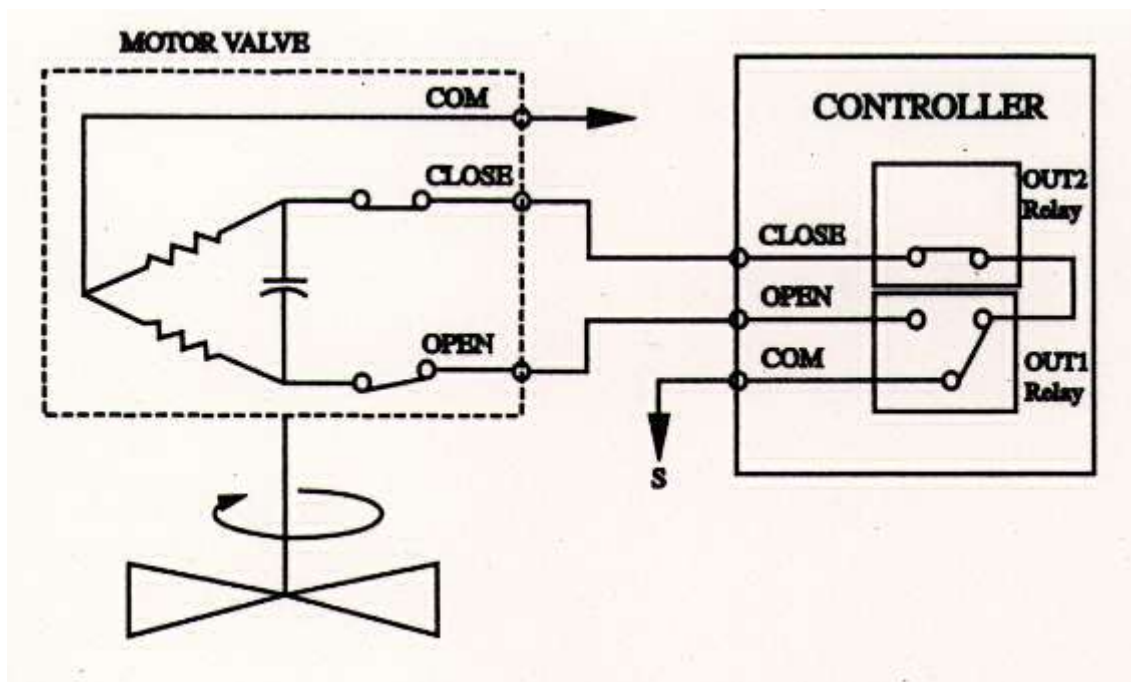 MOTOR VALVE
COM
CLOSE
OPEN
CONTROLLER
OUT2
Relay
CLOSE
OPEN
COM
OUT1
Relay
S